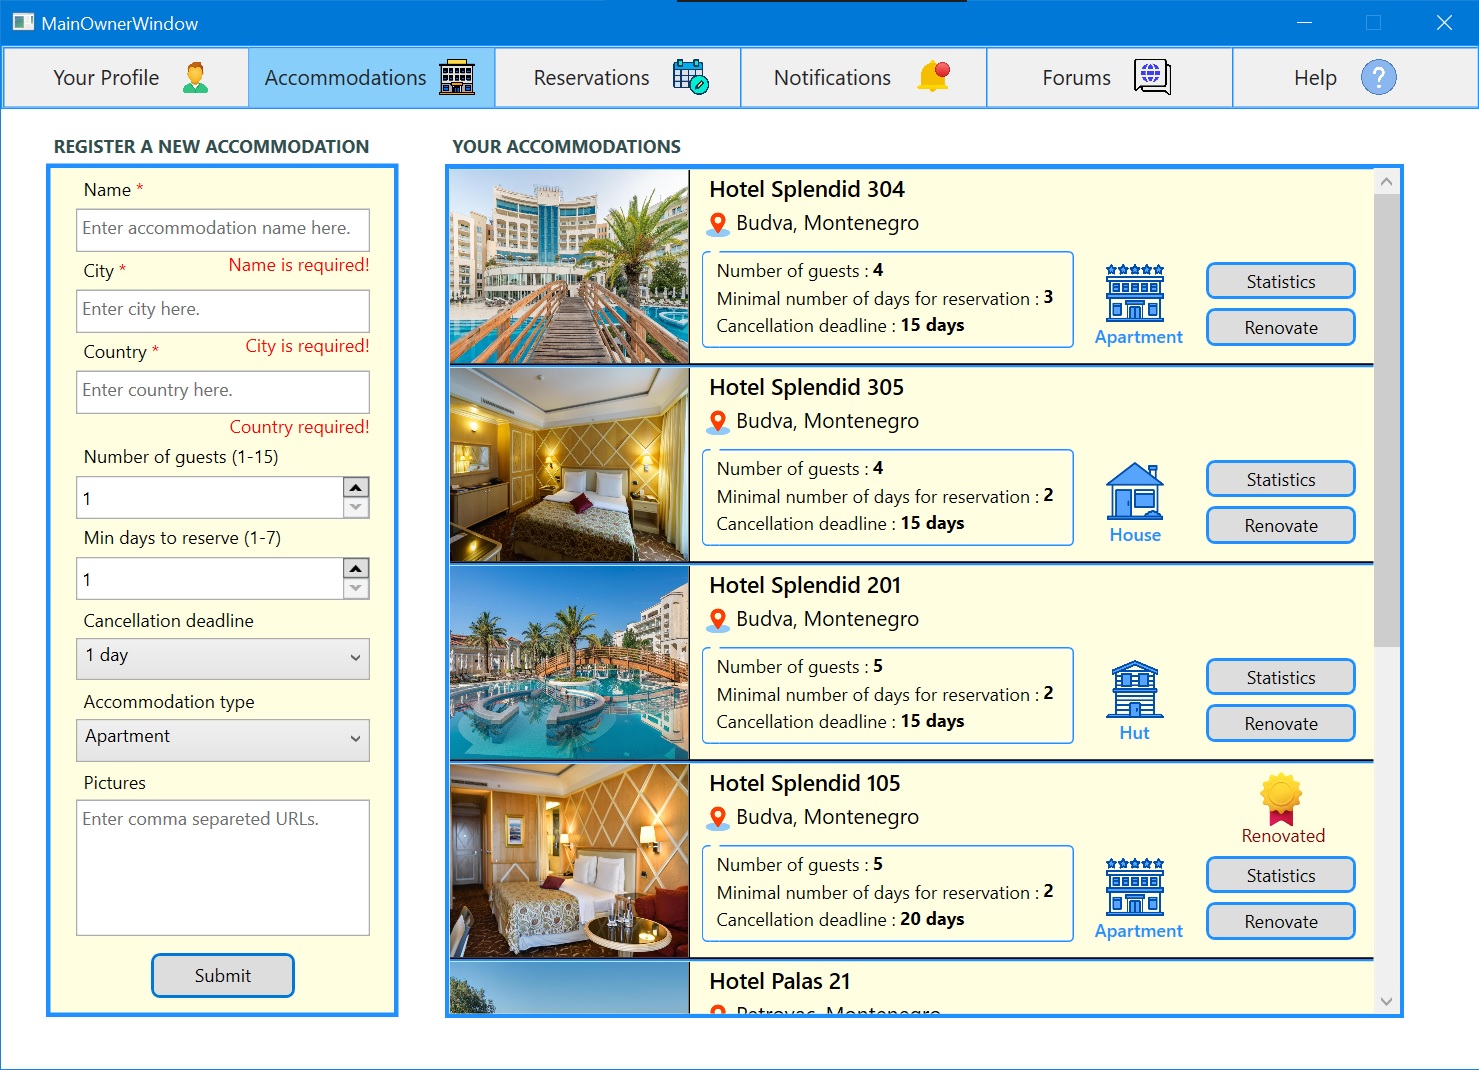 MainOwnerWindow
Your Profile
Accommodations
Reservations
Notifications
Forums
Help
?
REGISTER A NEW ACCOMMODATION
Name *
Enter accommodation name here.
Name is required!
City *
Enter city here.
City is required!
Country *
Enter country here.
Country required!
Number of guests (1-15)
1
Min days to reserve (1-7)
1
Cancellation deadline
1 day
Accommodation type
Apartment
Pictures
Enter comma separeted URLs.
Submit
YOUR ACCOMMODATIONS
Hotel Splendid 304
Budva, Montenegro
Number of guests : 4
Minimal number of days for reservation : 3
Cancellation deadline : 15 days
Apartment
Statistics
Renovate
Hotel Splendid 305
Budva, Montenegro
Number of guests : 4
Minimal number of days for reservation : 2
Cancellation deadline : 15 days
House
Statistics
Renovate
Hotel Splendid 201
Budva, Montenegro
Number of guests : 5
Minimal number of days for reservation : 2
Cancellation deadline : 15 days
Hut
Statistics
Renovate
Hotel Splendid 105
Budva, Montenegro
Number of guests : 5
Minimal number of days for reservation : 2
Cancellation deadline : 20 days
Apartment
Renovated
Statistics
Renovate
Hotel Palas 21
Petrovac, Montenegro